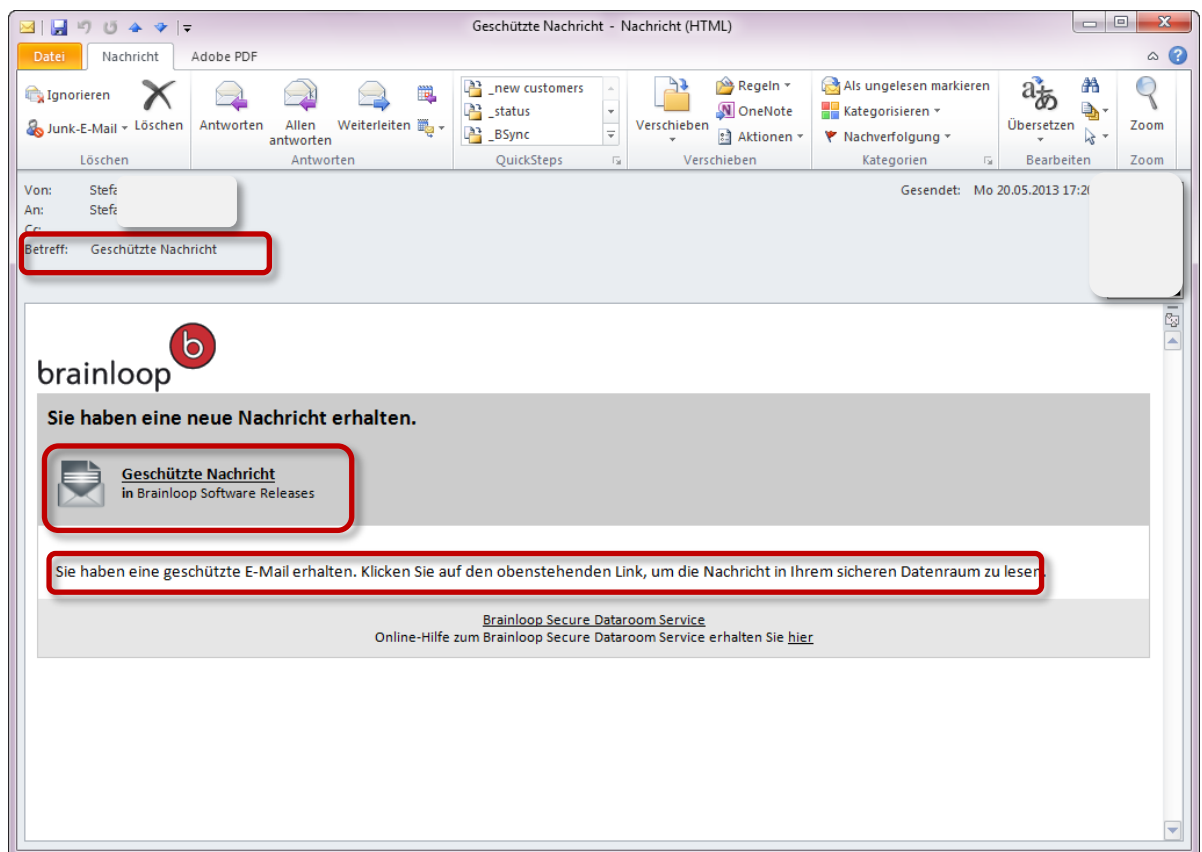 Geschützte Nachricht - Nachricht (HTML)
Datei Nachricht Adobe PDF
Ignorieren
Junk-E-Mail
Löschen
Antworten
Allen antworten
Weiterleiten
_new customers
_status
_BSync
Verschieben
Regeln
OneNote
Aktionen
Als ungelesen markieren
Kategorisieren
Nachverfolgung
Übersetzen
Zoom
Löschen Antworten QuickSteps Verschieben Kategorien Bearbeiten Zoom
Von: Stefa
Gesendet: Mo 20.05.2013 17:20
An: Stefa
Cc:
Betreff: Geschützte Nachricht
b
brainloop
Sie haben eine neue Nachricht erhalten.
Geschützte Nachricht
in Brainloop Software Releases
Sie haben eine geschützte E-Mail erhalten. Klicken Sie auf den obenstehenden Link, um die Nachricht in Ihrem sicheren Datenraum zu lesen.
Brainloop Secure Dataroom Service
Online-Hilfe zum Brainloop Secure Dataroom Service erhalten Sie hier